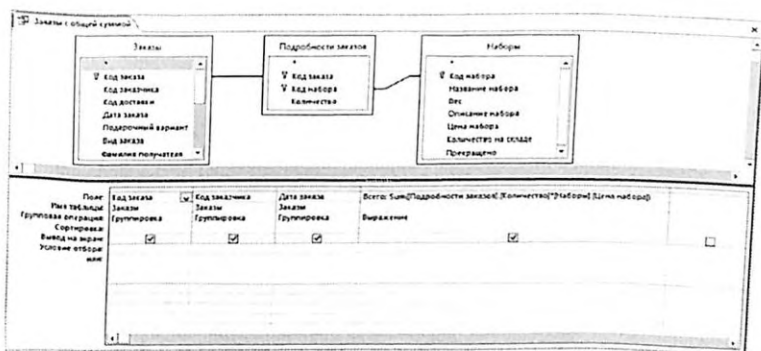 Заказы с общей суммой
Заказы
*
Код заказа
Код заказчика
Код доставки
Дата заказа
Подарочный вариант
Вид заказа
Фамилия получателя
Подробности заказов
*
Код заказа
Код набора
Количество
Наборы
*
Код набора
Название набора
Вес
Описание набора
Цена набора
Количество на складе
Прекращено
Поле: Код заказа Код заказчика Дата заказа Всего: Sum([Подробности заказов].[Количество]*[Наборы].[Цена набора])
Имя таблицы: Заказы Заказы Заказы
Групповая операция: Группировка Группировка Группировка Выражение
Сортировка:
Вывод на экран:
Условие отбора:
или: